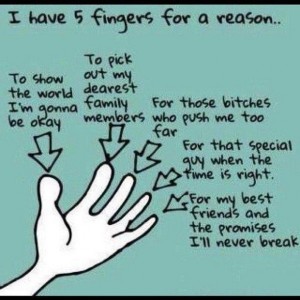 I have 5 fingers for a reason..
To show
the world
I'm gonna
be okay
To pick
out my
dearest
family
members
For those bitches
who push me too
far
For that special
guy when the
time is right.
For my best
friends and
the promises
I'll never break